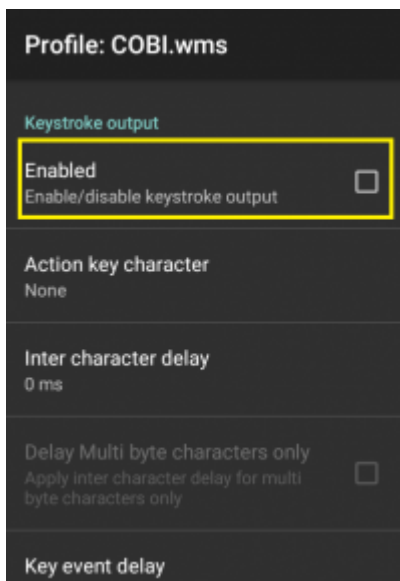 Profile: COBI.wms
Keystroke output
Enabled
Enable/disable keystroke output
Action key character
None
Inter character delay
0 ms
Delay Multi byte characters only
Apply inter character delay for multi
byte characters only
Key event delay